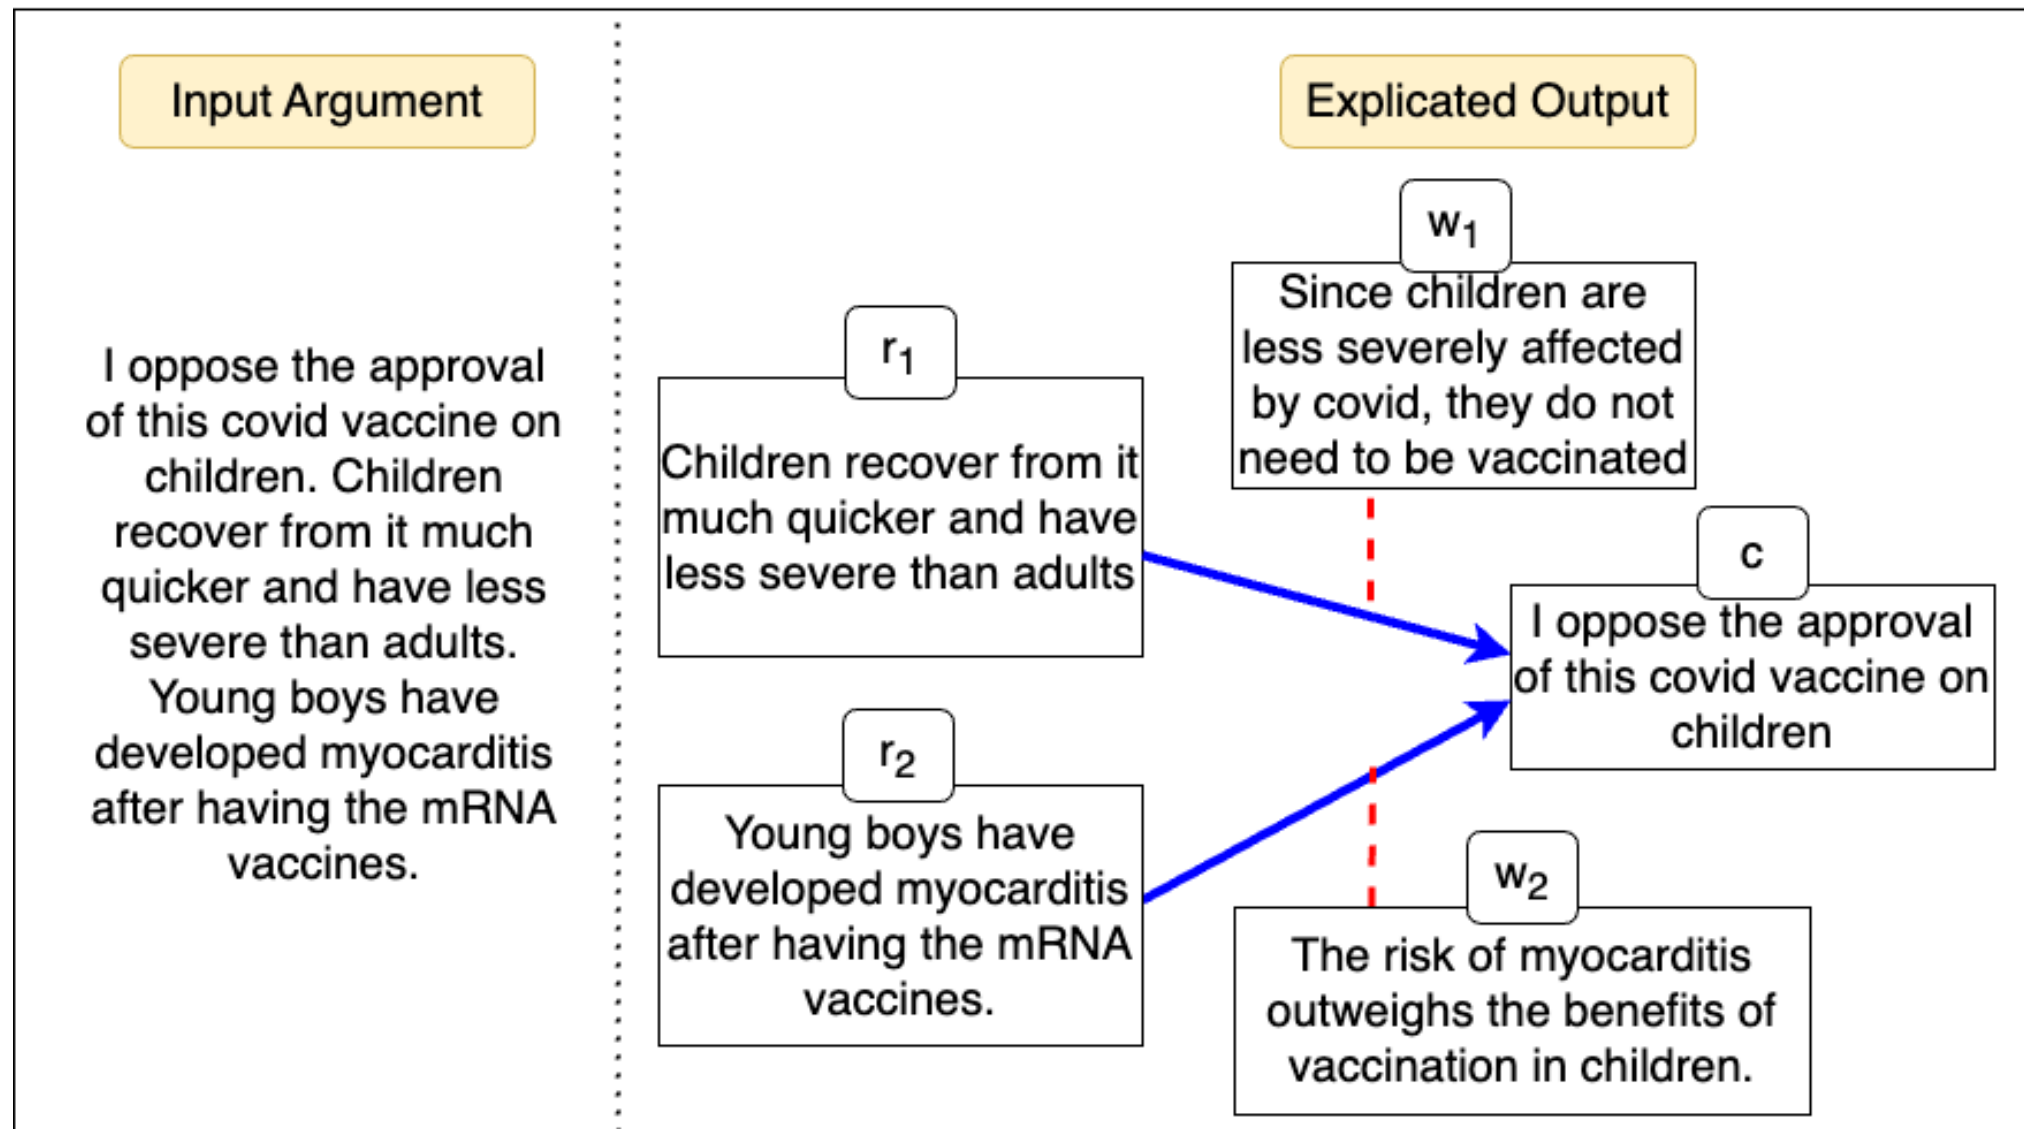 Input Argument
I oppose the approval
of this covid vaccine on
children. Children
recover from it much
quicker and have less
severe than adults.
Young boys have
developed myocarditis
after having the mRNA
vaccines.
Explicated Output
w1
Since children are
less severely affected
by covid, they do not
need to be vaccinated
r1
Children recover from it
much quicker and have
less severe than adults
c
I oppose the approval
of this covid vaccine on
children
r2
Young boys have
developed myocarditis
after having the mRNA
vaccines.
w2
The risk of myocarditis
outweighs the benefits of
vaccination in children.